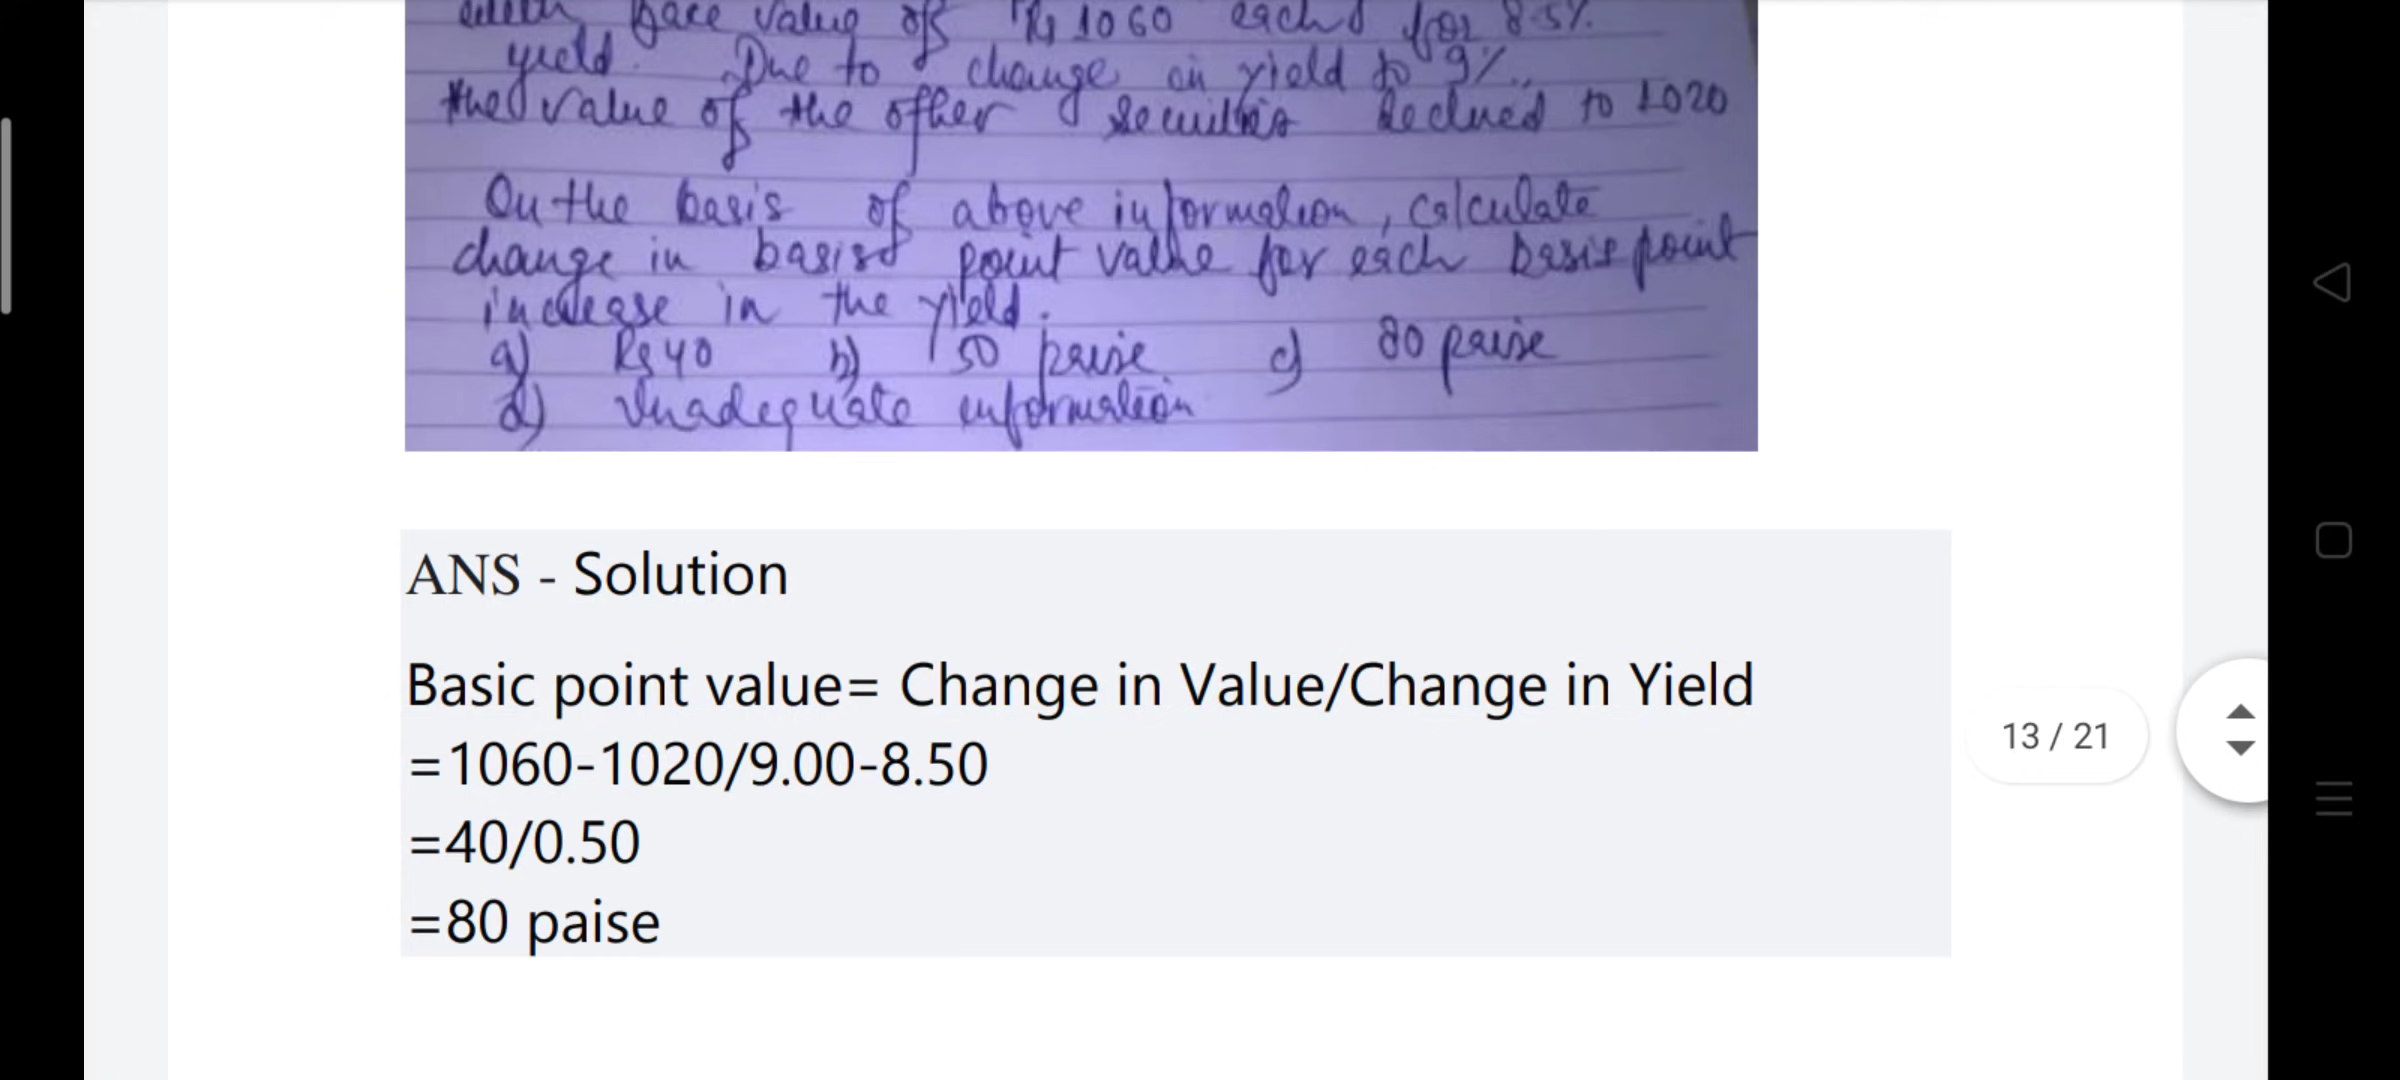 face value of Rs 1060 each for 8.5%
yield. Due to change in yield to 9%.,
the value of the other securities declined to 1020
On the basis of above information, calculate
change in basis point value for each basis point
increase in the yield.
a) Rs 40 b) 50 paise c) 80 paise
d) Inadequate information
ANS - Solution
Basic point value= Change in Value/Change in Yield
=1060-1020/9.00-8.50
13 / 21
=40/0.50
=80 paise